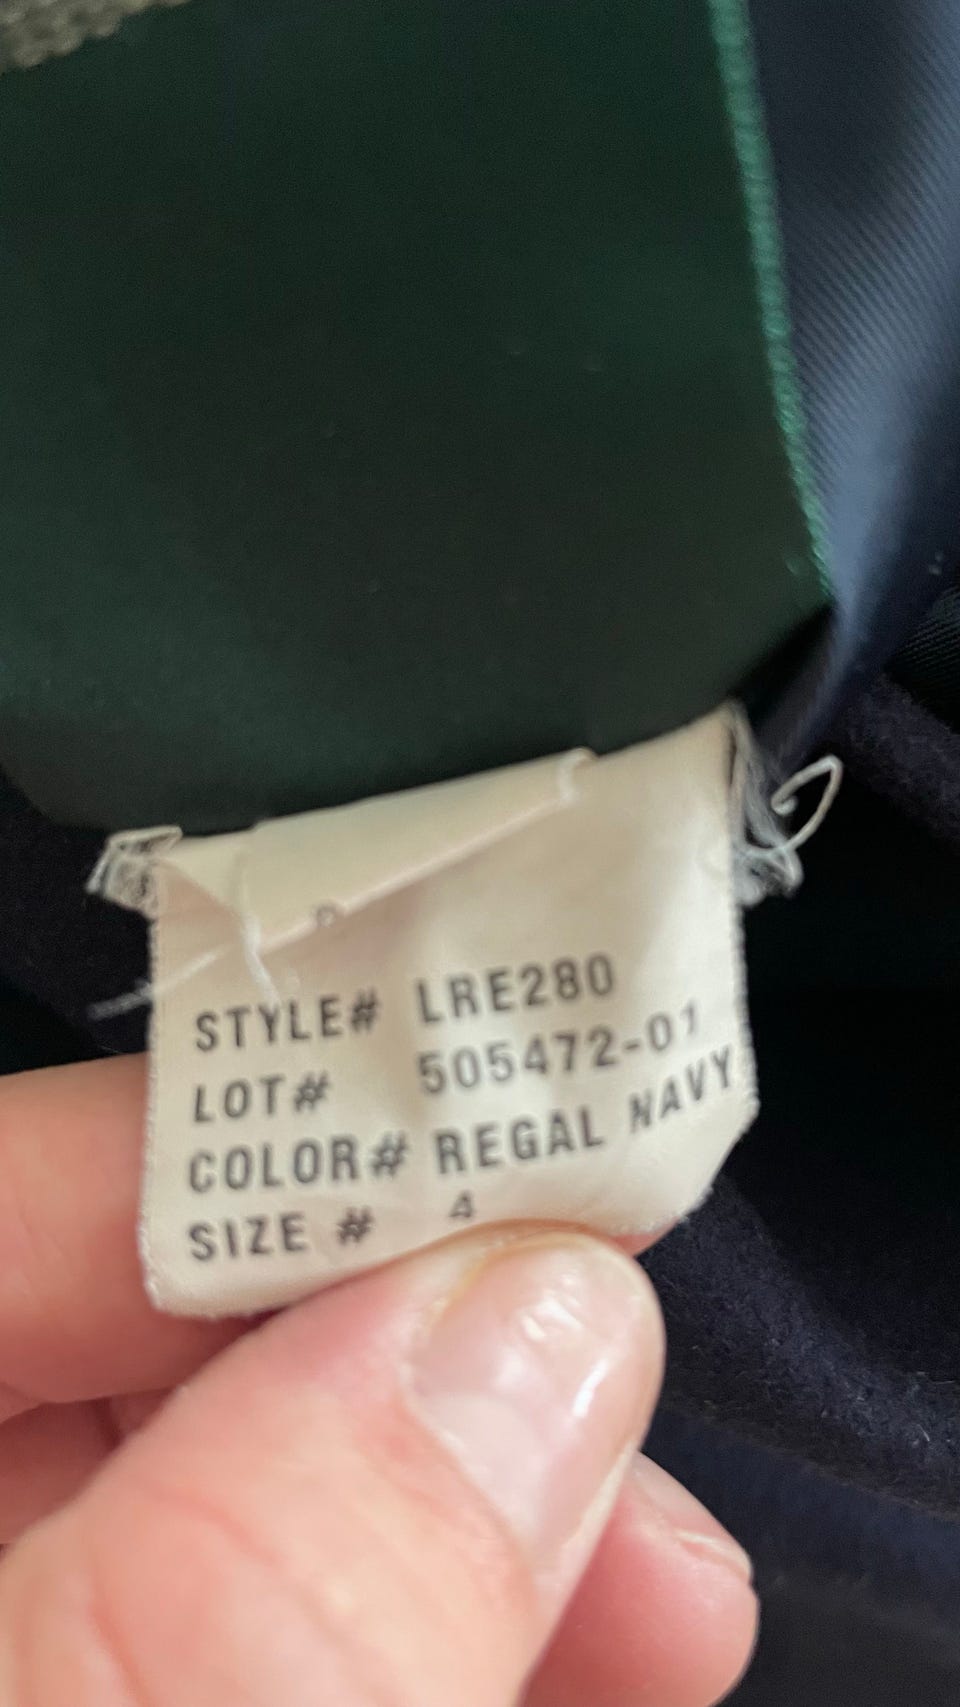 STYLE# LRE280
LOT# 505472-01
COLOR# REGAL NAVY
SIZE # 4